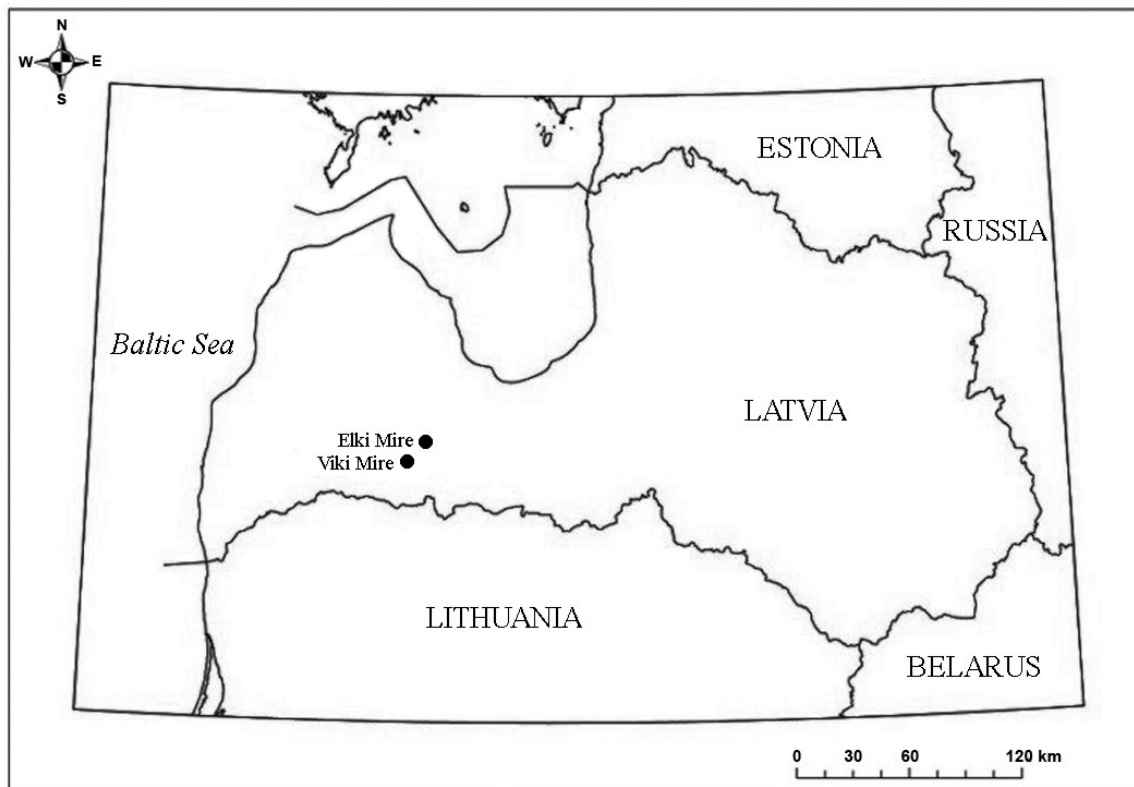 N
W E
S
ESTONIA
RUSSIA
Baltic Sea
LATVIA
Elki Mire
Viki Mire
LITHUANIA
BELARUS
0 30 60 120 km